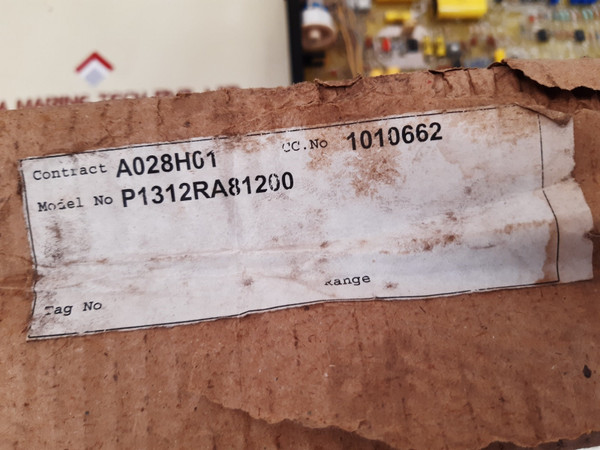 Contract A028H01 CC.No 1010662
Model No P1312RA81200
Range
Tag No